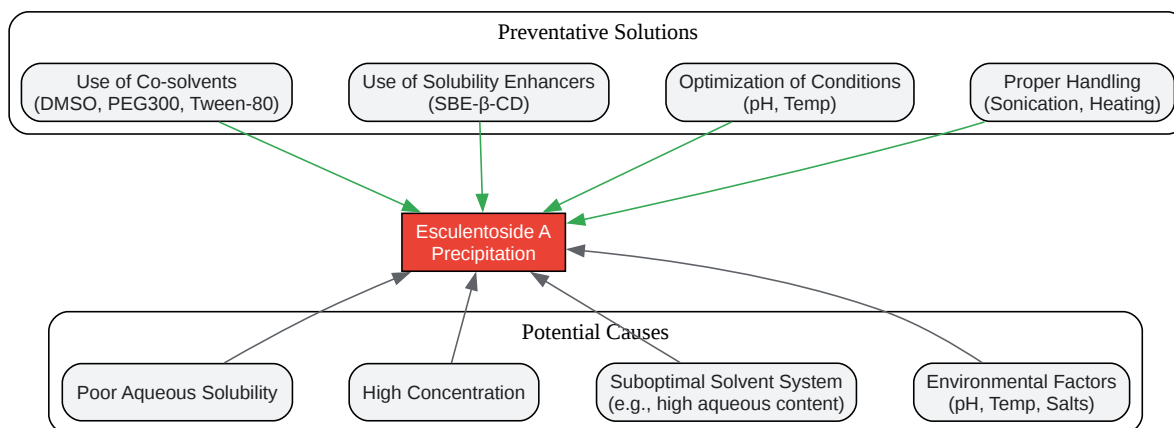 Preventative Solutions
Use of Co-solvents
(DMSO, PEG300, Tween-80)
Use of Solubility Enhancers
(SBE-β-CD)
Optimization of Conditions
(pH, Temp)
Proper Handling
(Sonication, Heating)
Esculentoside A
Precipitation
Potential Causes
Poor Aqueous Solubility
High Concentration
Suboptimal Solvent System
(e.g., high aqueous content)
Environmental Factors
(pH, Temp, Salts)